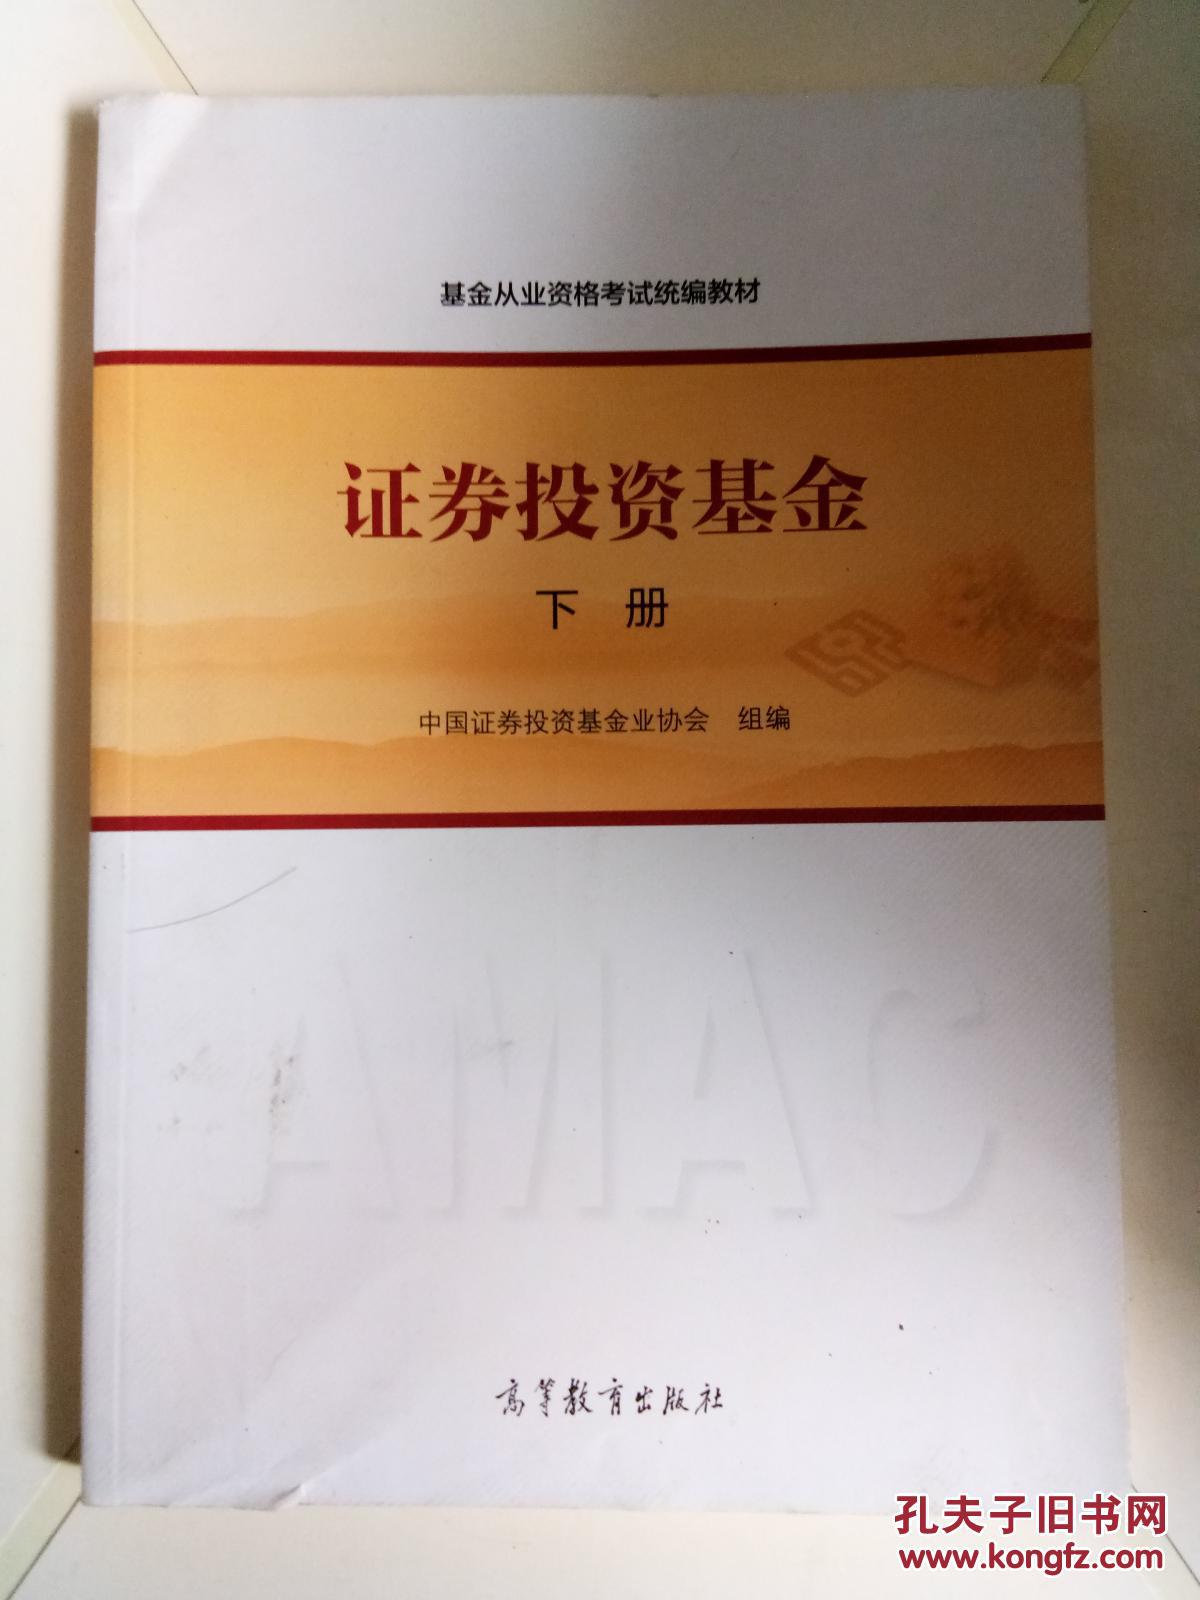 基金从业资格考试统编教材
证券投资基金
下 册
中国证券投资基金业协会 组编
AMAC
高等教育出版社
孔夫子旧书网
www.kongfz.com